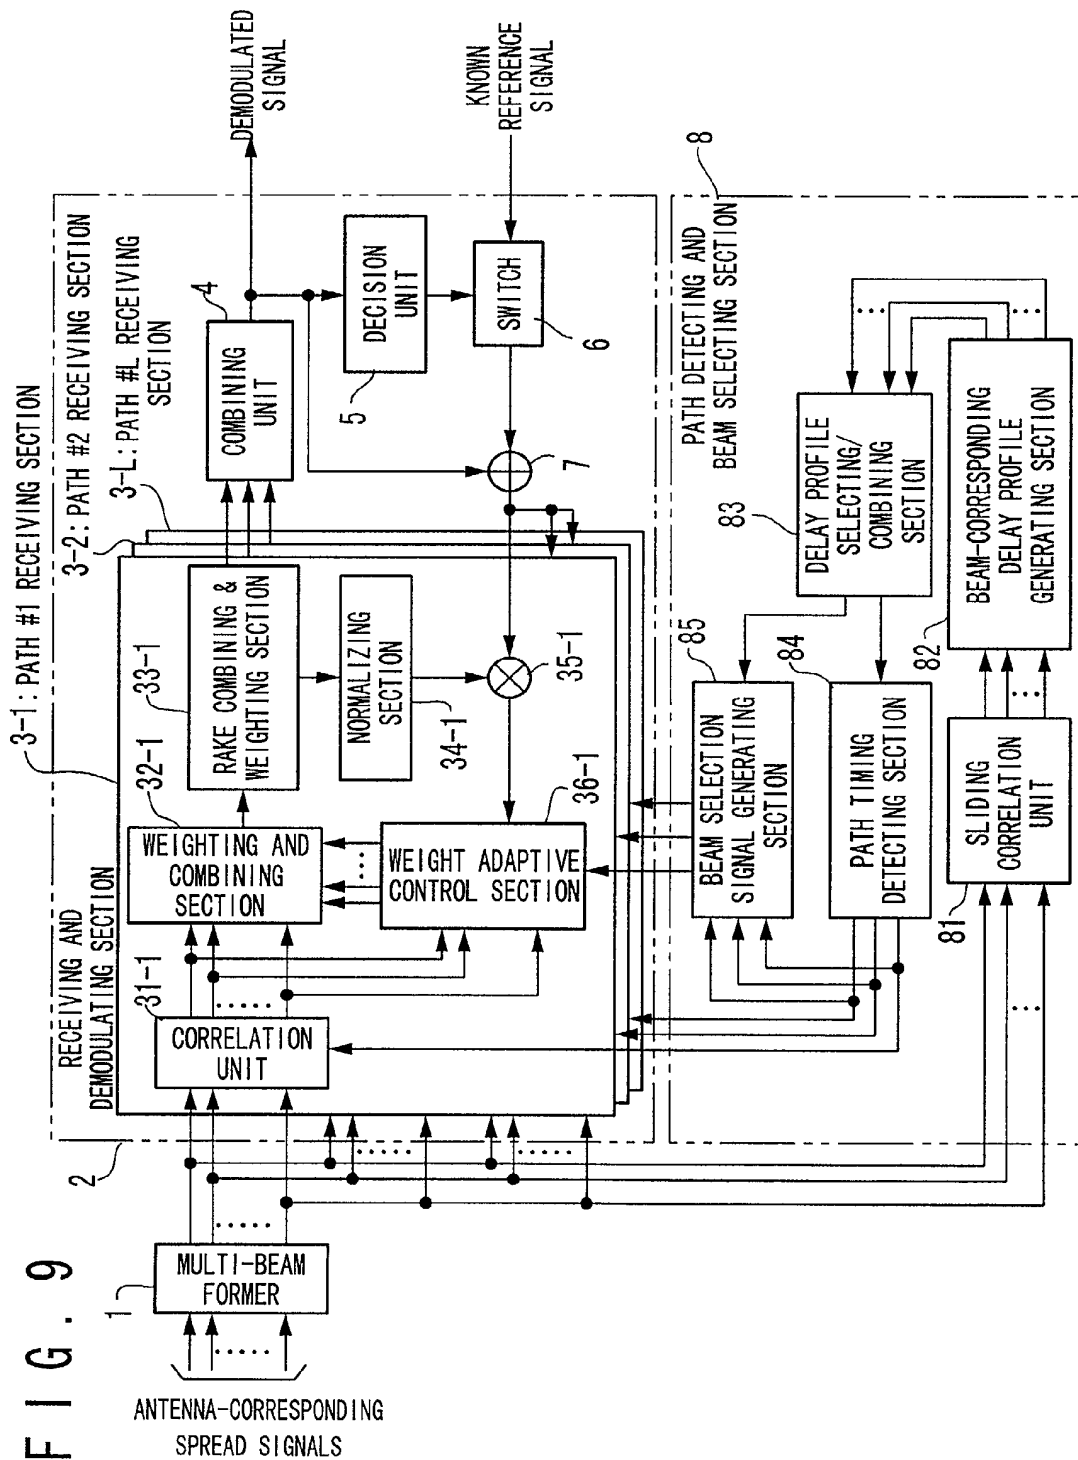 FIG. 9
ANTENNA-CORRESPONDING
SPREAD SIGNALS
1
MULTI-BEAM
FORMER
2
RECEIVING AND
DEMODULATING SECTION
3-1: PATH #1 RECEIVING SECTION
3-2: PATH #2 RECEIVING SECTION
3-L: PATH #L RECEIVING
SECTION
31-1
CORRELATION
UNIT
32-1
WEIGHTING AND
COMBINING
SECTION
33-1
RAKE COMBINING &
WEIGHTING SECTION
NORMALIZING
SECTION
34-1
35-1
36-1
WEIGHT ADAPTIVE
CONTROL SECTION
4
COMBINING
UNIT
DECISION
UNIT
5
SWITCH
6
7
DEMODULATED
SIGNAL
KNOWN
REFERENCE
SIGNAL
PATH DETECTING AND
BEAM SELECTING SECTION
8
85
BEAM SELECTION
SIGNAL GENERATING
SECTION
84
PATH TIMING
DETECTING SECTION
83
DELAY PROFILE
SELECTING/
COMBINING
SECTION
81
SLIDING
CORRELATION
UNIT
82
BEAM-CORRESPONDING
DELAY PROFILE
GENERATING SECTION